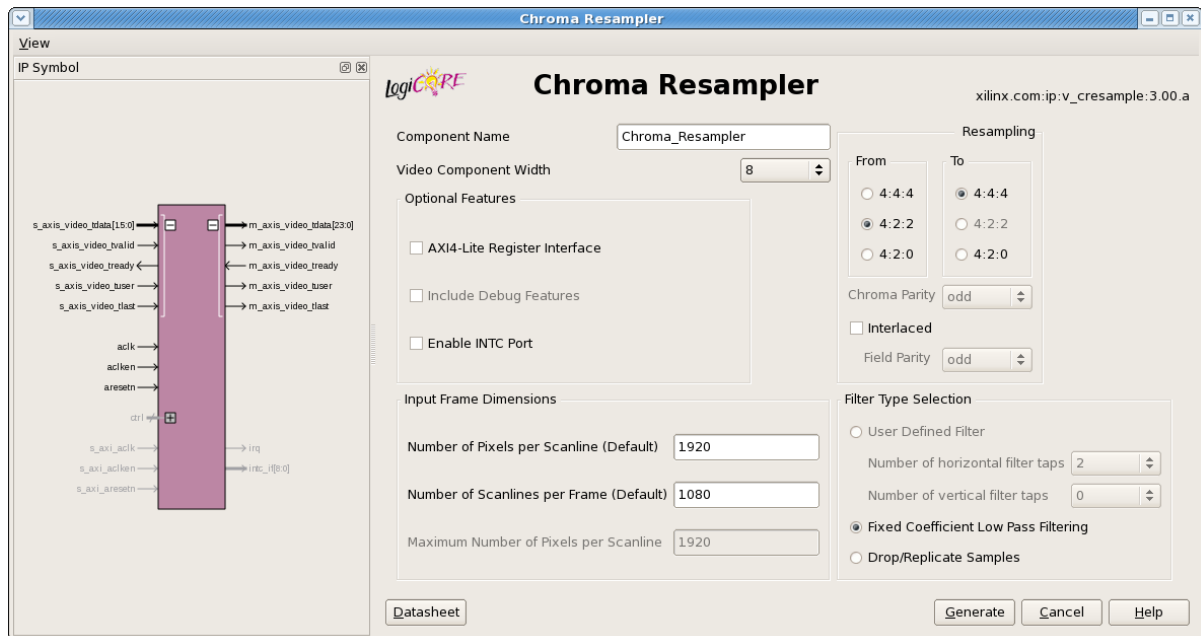 Chroma Resampler
View
IP Symbol
s_axis_video_tdata[15:0]
m_axis_video_tdata[23:0]
s_axis_video_tvalid
m_axis_video_tvalid
s_axis_video_tready
m_axis_video_tready
s_axis_video_tuser
m_axis_video_tuser
s_axis_video_tlast
m_axis_video_tlast
aclk
aclken
aresetn
ctrl
s_axi_aclk
irq
s_axi_aclken
intc_if[8:0]
s_axi_aresetn
LogiCORE
Chroma Resampler
xilinx.com:ip:v_cresample:3.00.a
Component Name Chroma_Resampler
Video Component Width 8
Optional Features
AXI4-Lite Register Interface
Include Debug Features
Enable INTC Port
Resampling
From To
4:4:4 4:4:4
4:2:2 4:2:2
4:2:0 4:2:0
Chroma Parity odd
Interlaced
Field Parity odd
Input Frame Dimensions
Number of Pixels per Scanline (Default) 1920
Number of Scanlines per Frame (Default) 1080
Maximum Number of Pixels per Scanline 1920
Filter Type Selection
User Defined Filter
Number of horizontal filter taps 2
Number of vertical filter taps 0
Fixed Coefficient Low Pass Filtering
Drop/Replicate Samples
Datasheet Generate Cancel Help